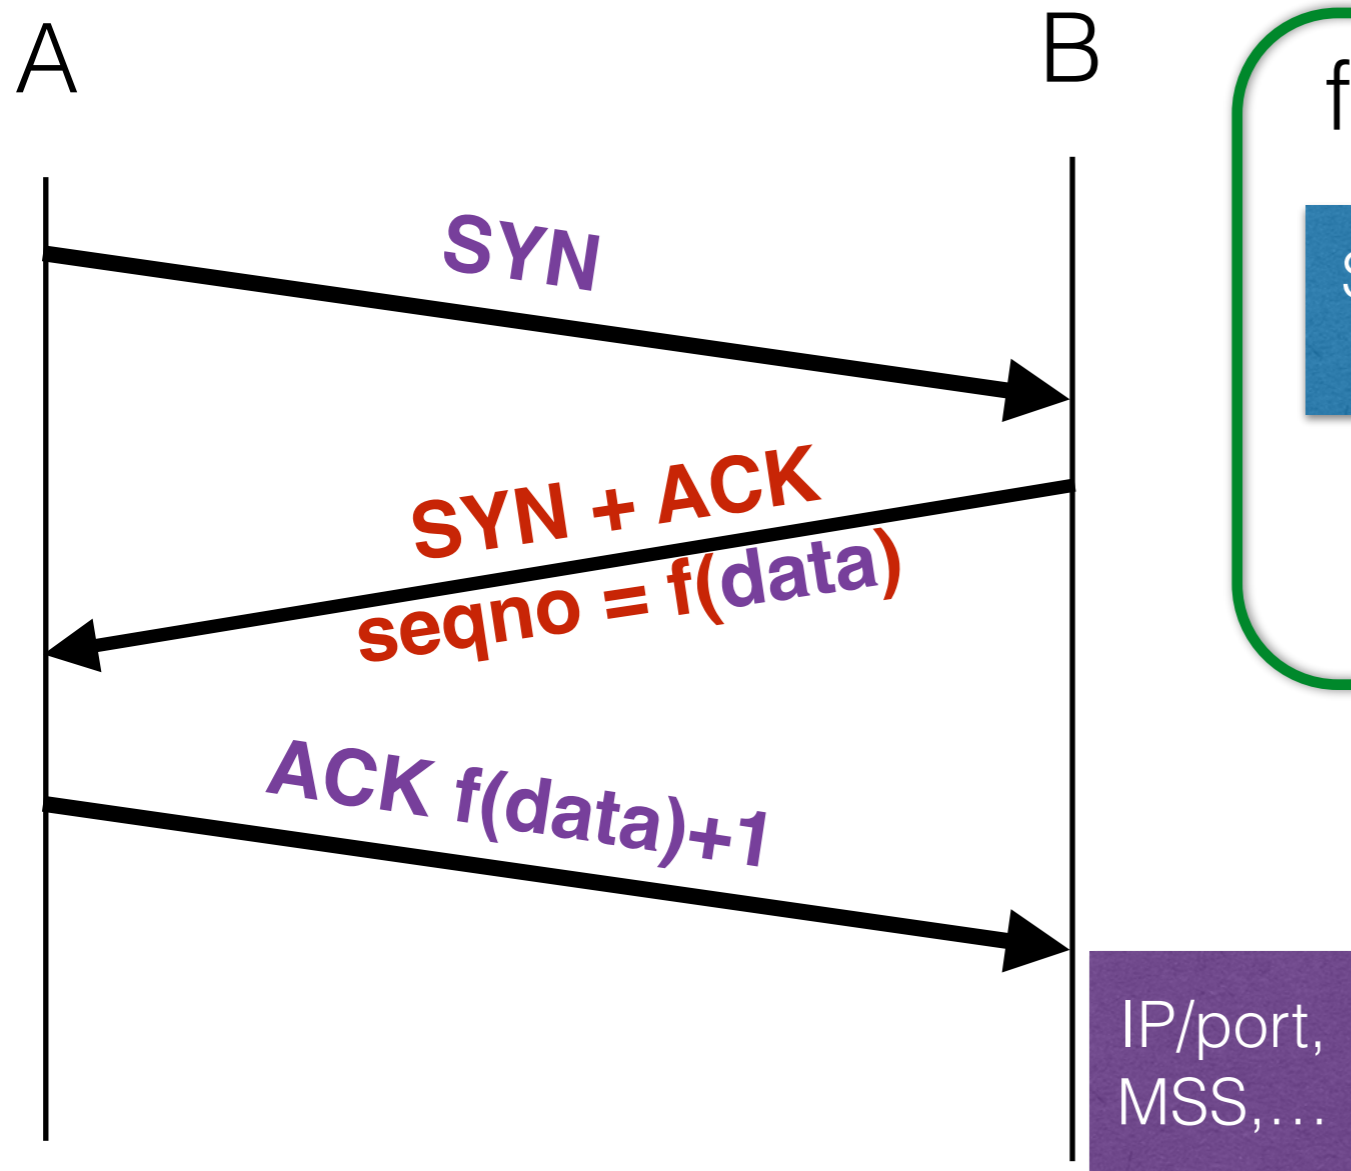 A
B
f
SYN
S
SYN + ACK
seqno = f(data)
ACK f(data)+1
IP/port,
MSS,…